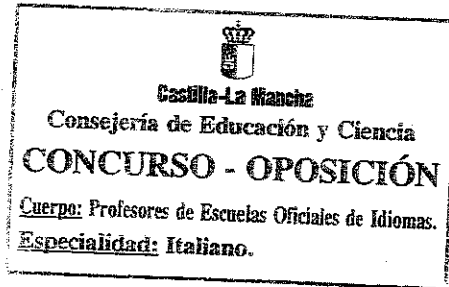 Castilla-La Mancha
Consejería de Educación y Ciencia
CONCURSO - OPOSICIÓN
Cuerpo: Profesores de Escuelas Oficiales de Idiomas.
Especialidad: Italiano.